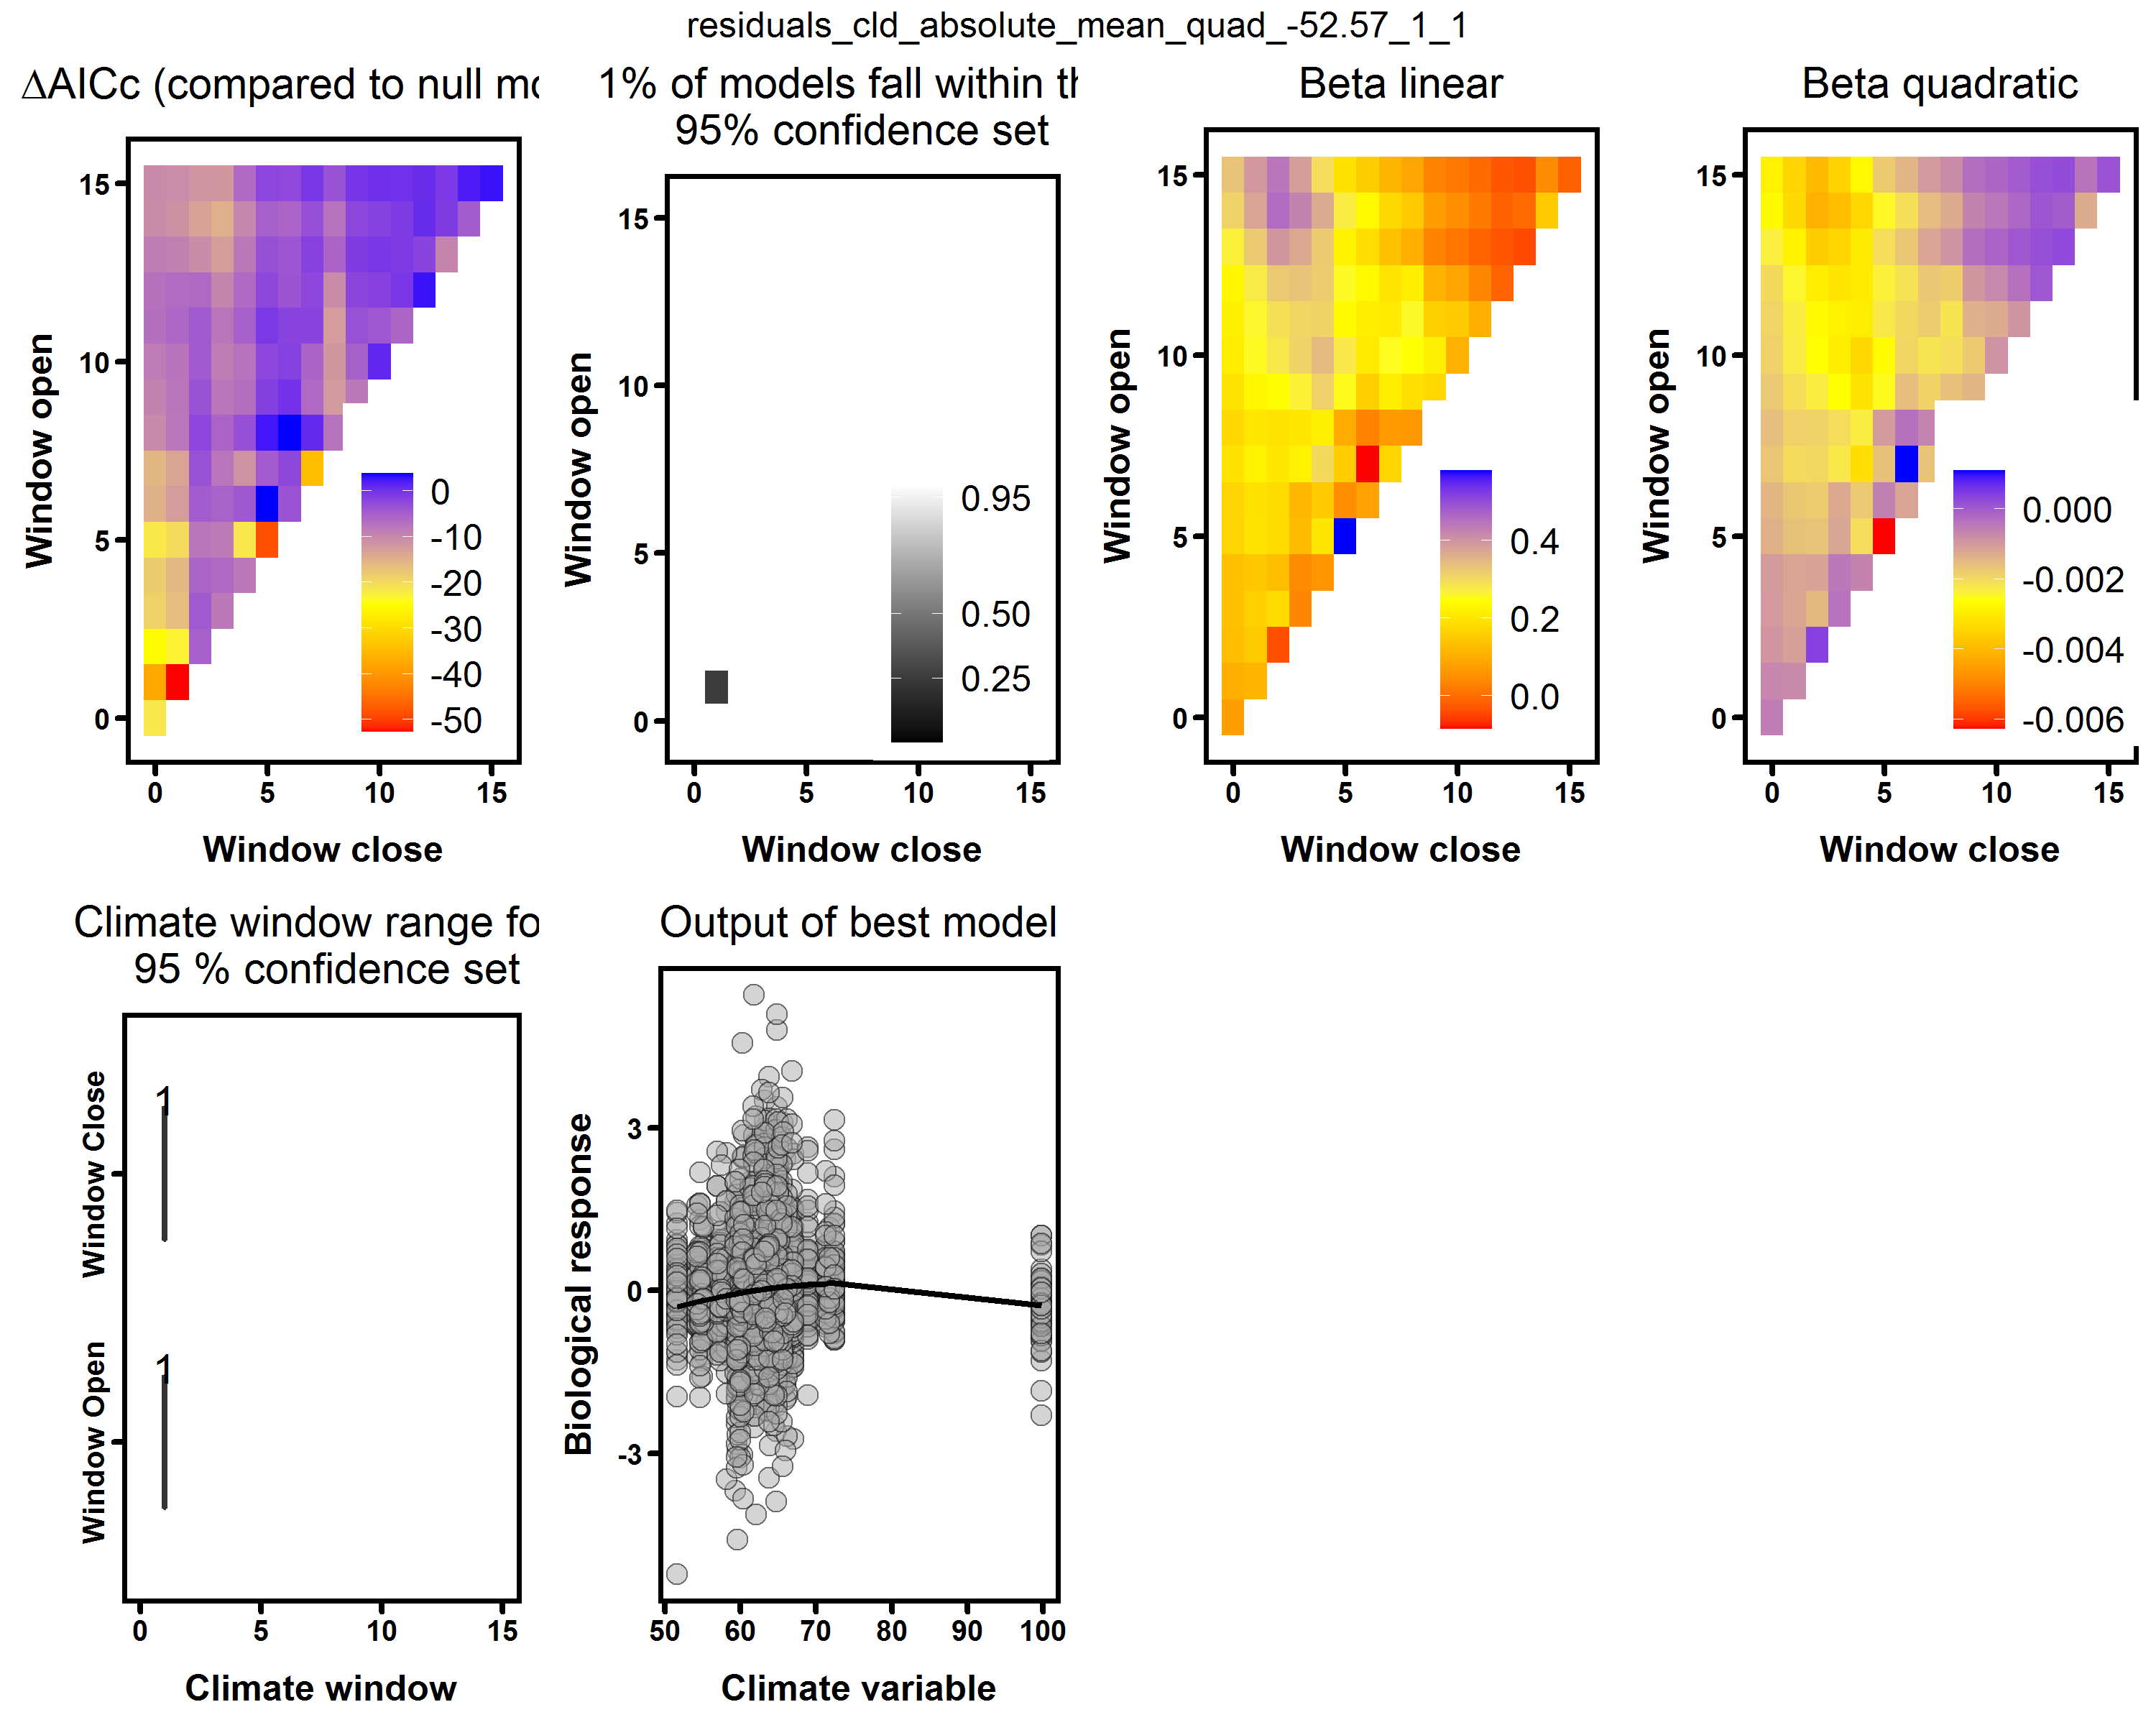 residuals_cld_absolute_mean_quad_-52.57_1_1
ΔAICc (compared to null mo
Window open
15
10
5
0
0
-10
-20
-30
-40
-50
0 5 10 15
Window close
1% of models fall within th
95% confidence set
Window open
15
10
5
0
0.95
0.50
0.25
0 5 10 15
Window close
Beta linear
Window open
15
10
5
0
0.4
0.2
0.0
0 5 10 15
Window close
Beta quadratic
Window open
15
10
5
0
0.000
-0.002
-0.004
-0.006
0 5 10 15
Window close
Climate window range fo
95 % confidence set
Window Close
Window Open
1
1
0 5 10 15
Climate window
Output of best model
Biological response
3
0
-3
50 60 70 80 90 100
Climate variable